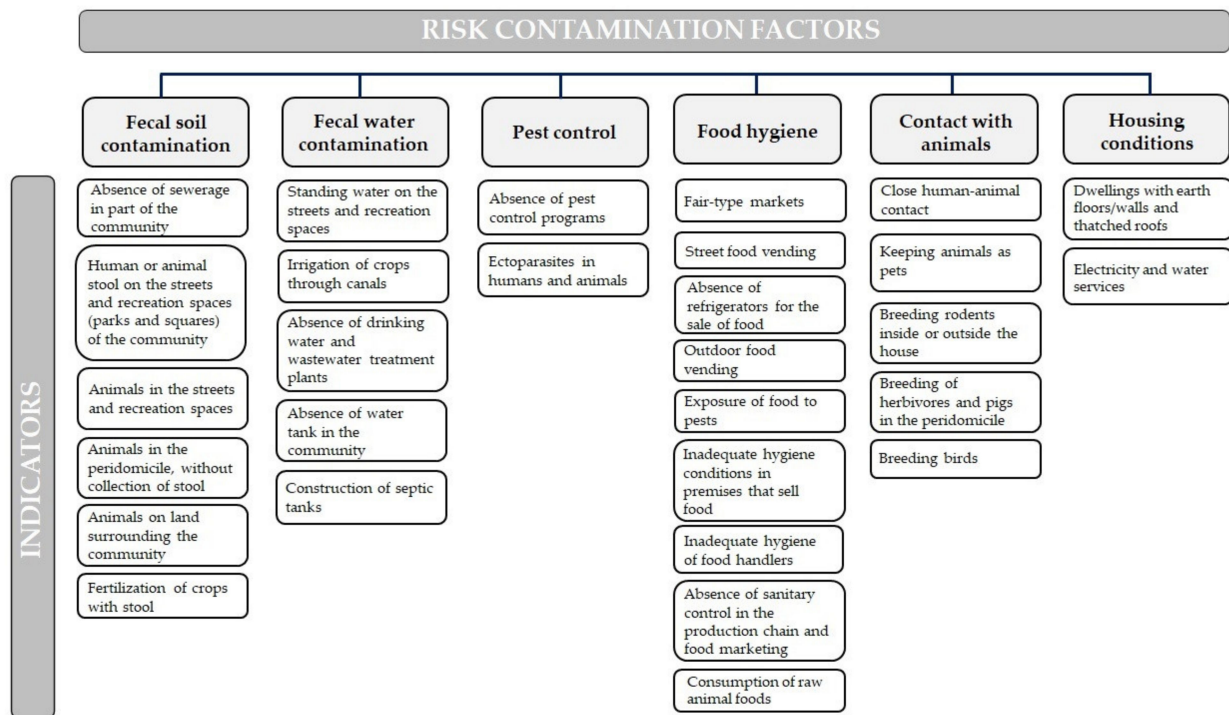 RISK CONTAMINATION FACTORS
INDICATORS
Fecal soil
contamination
Absence of sewerage
in part of the
community
Human or animal
stool on the streets
and recreation spaces
(parks and squares)
of the community
Animals in the streets
and recreation spaces
Animals in the
peridomicile, without
collection of stool
Animals on land
surrounding the
community
Fertilization of crops
with stool
Fecal water
contamination
Standing water on the
streets and recreation
spaces
Irrigation of crops
through canals
Absence of drinking
water and
wastewater treatment
plants
Absence of water
tank in the
community
Construction of septic
tanks
Pest control
Absence of pest
control programs
Ectoparasites in
humans and animals
Food hygiene
Fair-type markets
Street food vending
Absence of
refrigerators for the
sale of food
Outdoor food
vending
Exposure of food to
pests
Inadequate hygiene
conditions in
premises that sell
food
Inadequate hygiene
of food handlers
Absence of sanitary
control in the
production chain and
food marketing
Consumption of raw
animal foods
Contact with
animals
Close human-animal
contact
Keeping animals as
pets
Breeding rodents
inside or outside the
house
Breeding of
herbivores and pigs
in the peridomicile
Breeding birds
Housing
conditions
Dwellings with earth
floors/walls and
thatched roofs
Electricity and water
services